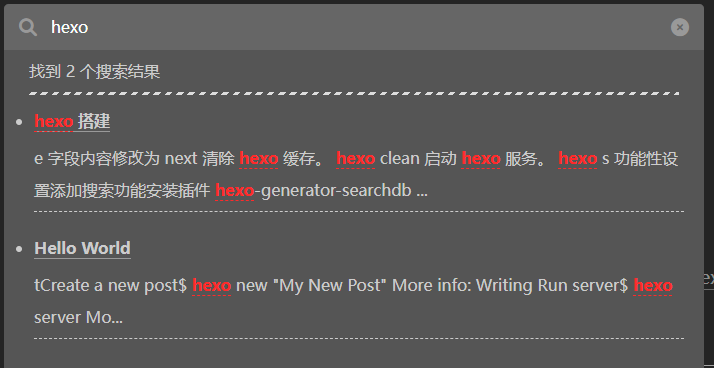 hexo
找到 2 个搜索结果
hexo 搭建
e 字段内容修改为 next 清除 hexo 缓存。 hexo clean 启动 hexo 服务。 hexo s 功能性设
置添加搜索功能安装插件 hexo-generator-searchdb ...
Hello World
tCreate a new post$ hexo new "My New Post" More info: Writing Run server$ hexo
server Mo...